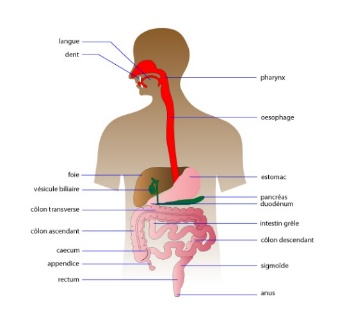 langue
dent
pharynx
oesophage
foie
estomac
vésicule biliaire
pancréas
duodénum
côlon transverse
intestin grêle
côlon ascendant
côlon descendant
caecum
appendice
sigmoïde
rectum
anus